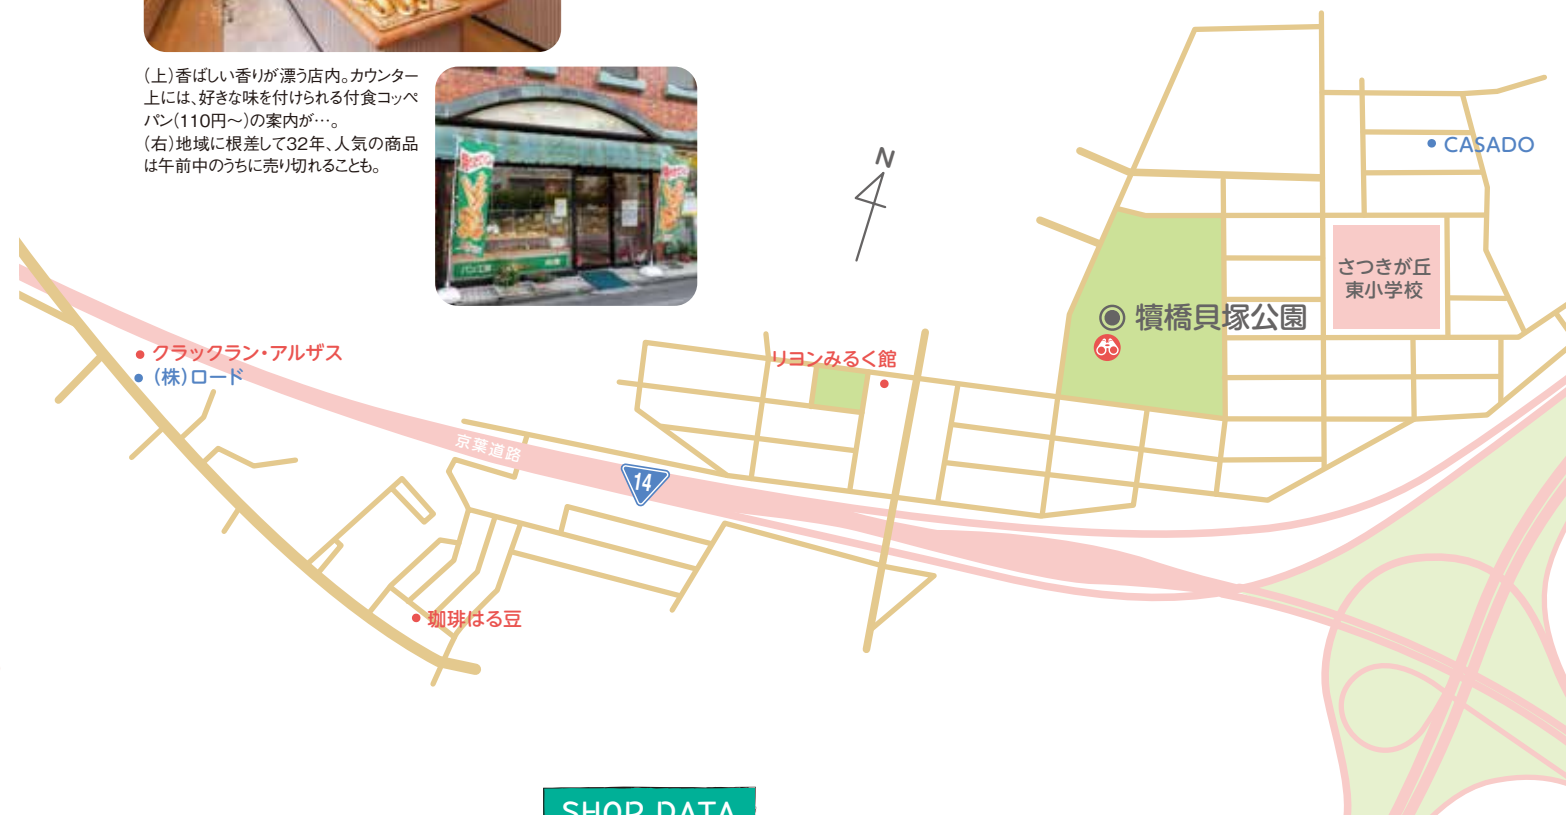 (上)香ばしい香りが漂う店内。カウンター
上には、好きな味を付けられる付食コッペ
パン(110円〜)の案内が…。
(右)地域に根差して32年、人気の商品
は午前中のうちに売り切れることも。
N
CASADO
さつきが丘
東小学校
犢橋貝塚公園
クラックラン・アルザス
(株)ロード
リヨンみるく館
京葉道路
14
珈琲はる豆
SHOP DATA